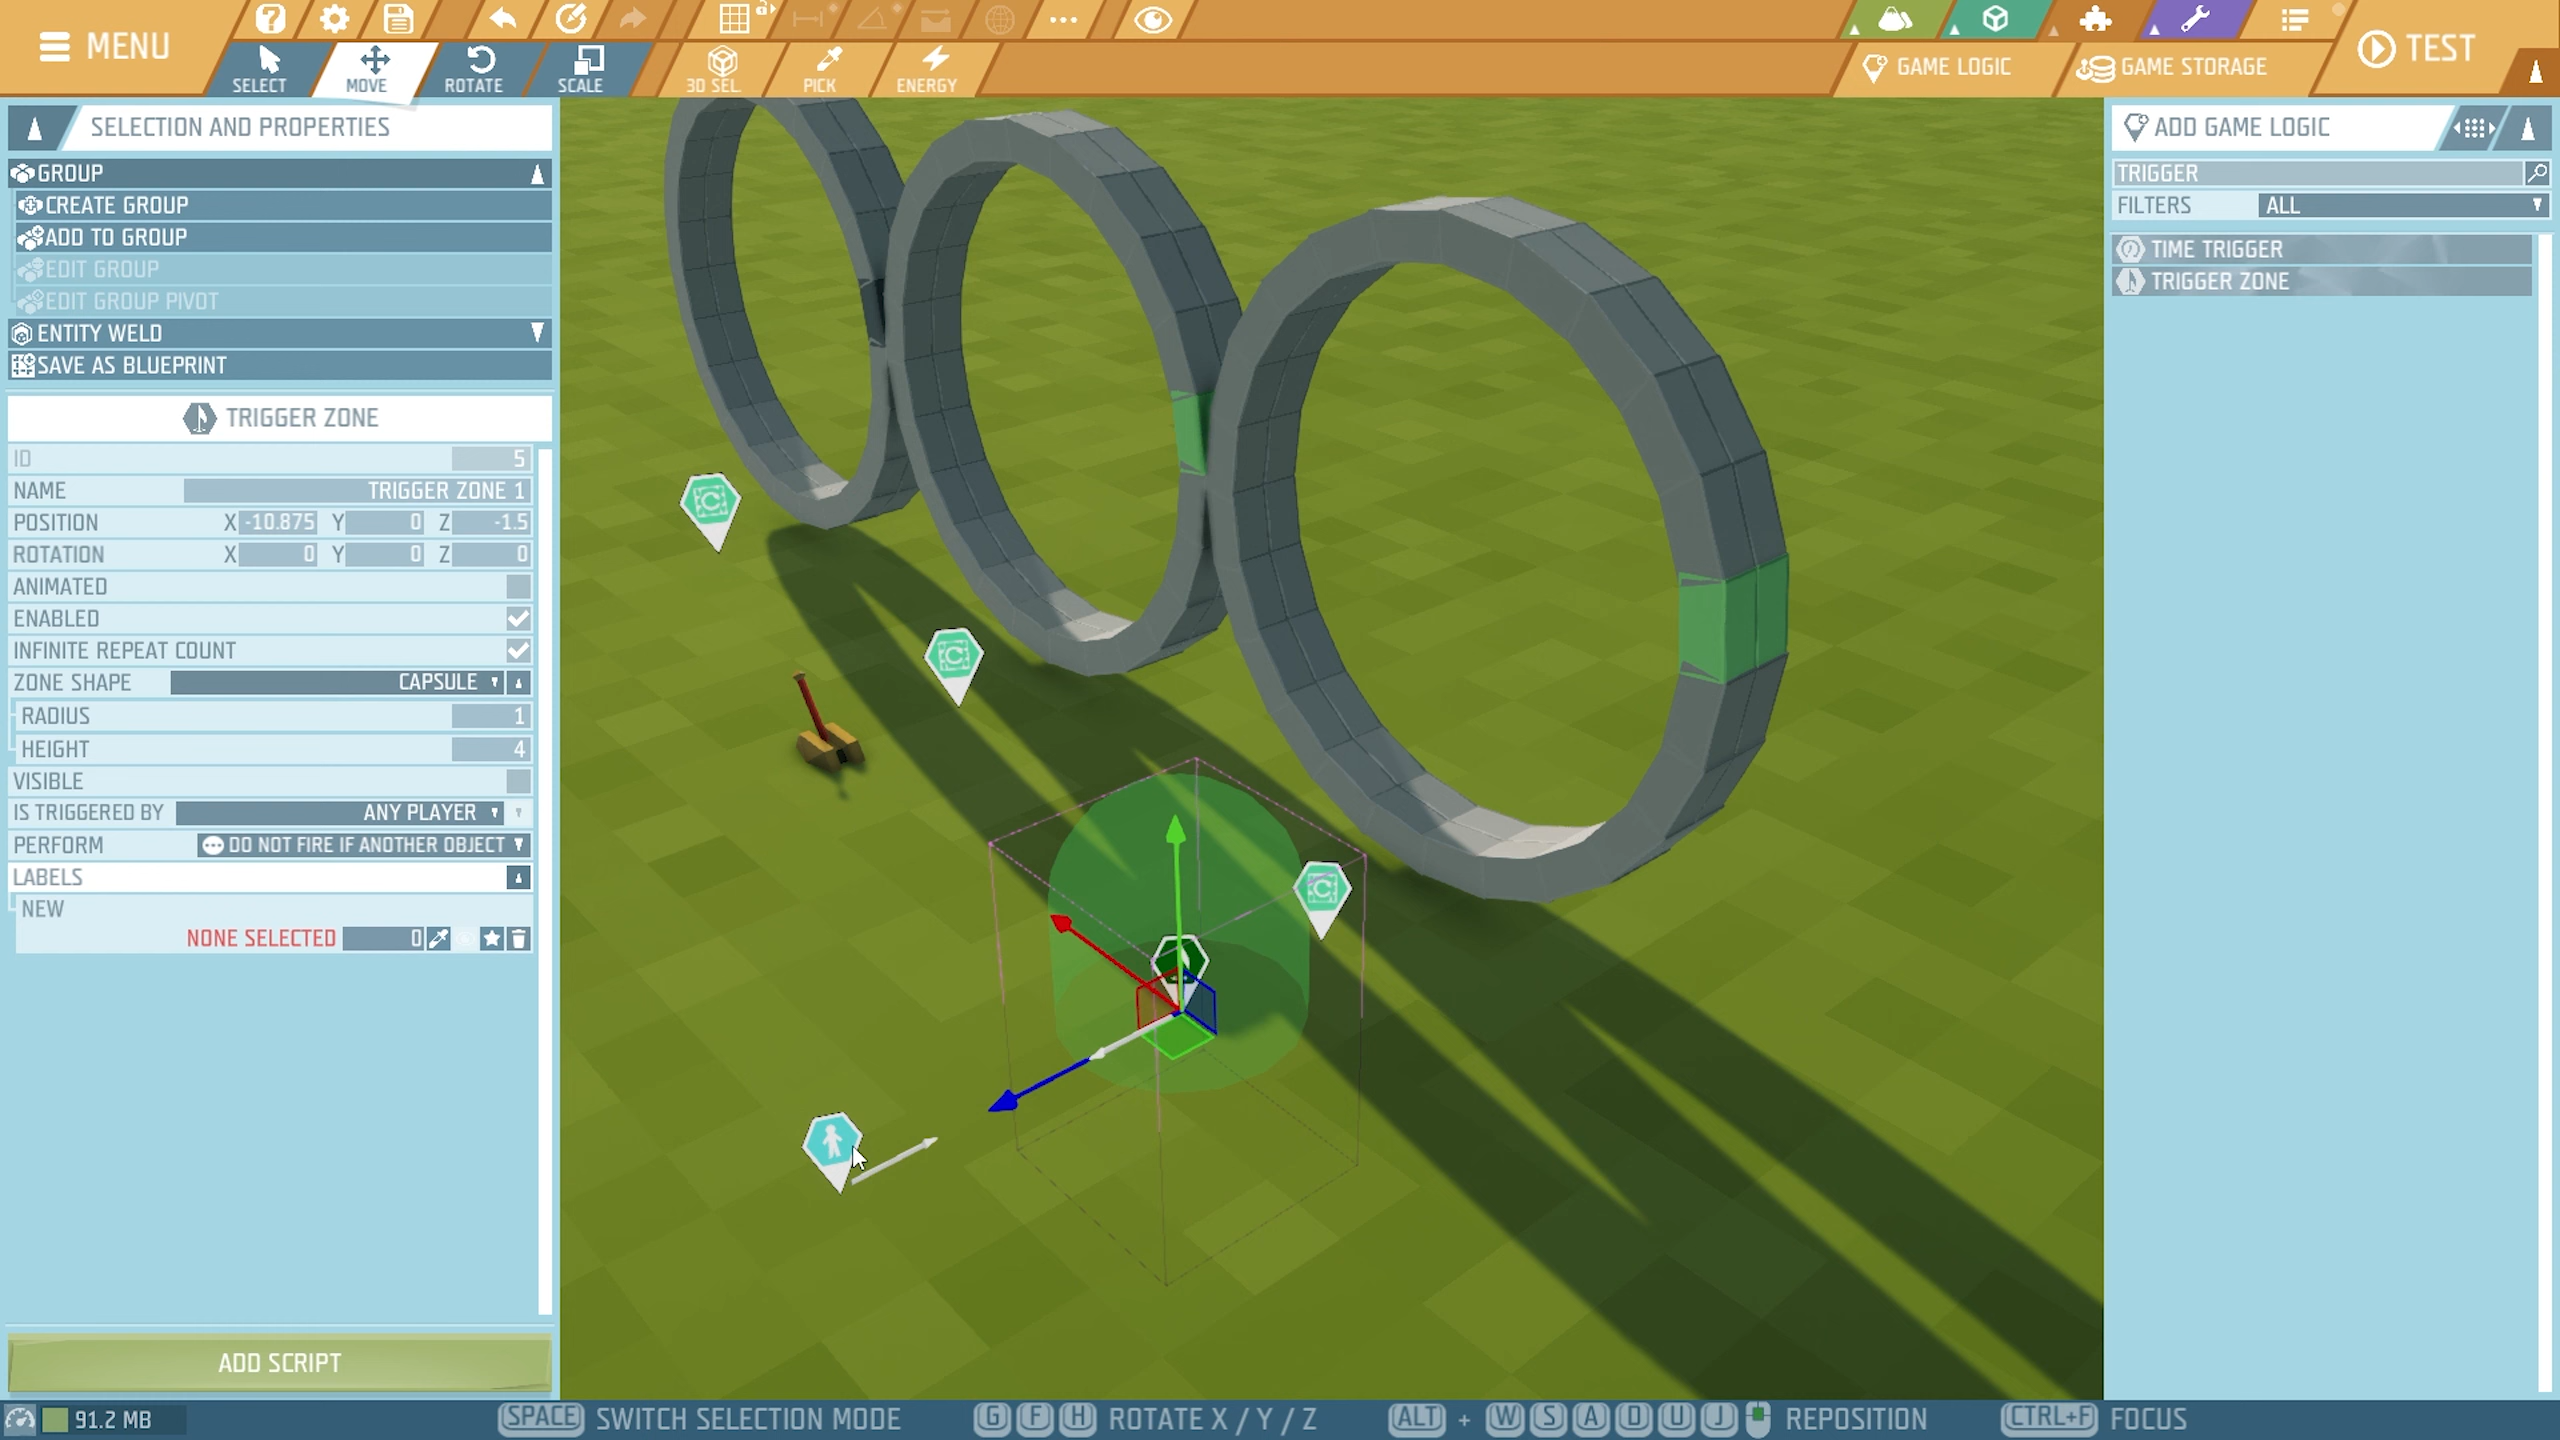 MENU
SELECT
MOVE
ROTATE
SCALE
3D SEL.
PICK
ENERGY
GAME LOGIC
GAME STORAGE
TEST
SELECTION AND PROPERTIES
GROUP
CREATE GROUP
ADD TO GROUP
EDIT GROUP
EDIT GROUP PIVOT
ENTITY WELD
SAVE AS BLUEPRINT
TRIGGER ZONE
ID 5
NAME TRIGGER ZONE 1
POSITION X -10.875 Y 0 Z -1.5
ROTATION X 0 Y 0 Z 0
ANIMATED
ENABLED
INFINITE REPEAT COUNT
ZONE SHAPE CAPSULE
RADIUS 1
HEIGHT 4
VISIBLE
IS TRIGGERED BY ANY PLAYER
PERFORM DO NOT FIRE IF ANOTHER OBJECT
LABELS
NEW
NONE SELECTED 0
ADD SCRIPT
ADD GAME LOGIC
TRIGGER
FILTERS ALL
TIME TRIGGER
TRIGGER ZONE
C
C
C
91.2 MB
SPACE SWITCH SELECTION MODE
G F H ROTATE X / Y / Z
ALT + W S A D U J REPOSITION
CTRL+F FOCUS